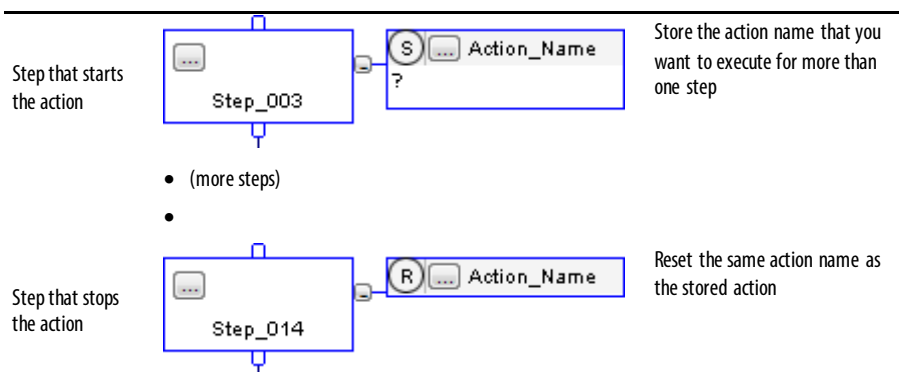 Step that starts
the action
...
Step_003
S ... Action_Name
?
Store the action name that you
want to execute for more than
one step
• (more steps)
•
Step that stops
the action
...
Step_014
R ... Action_Name
Reset the same action name as
the stored action